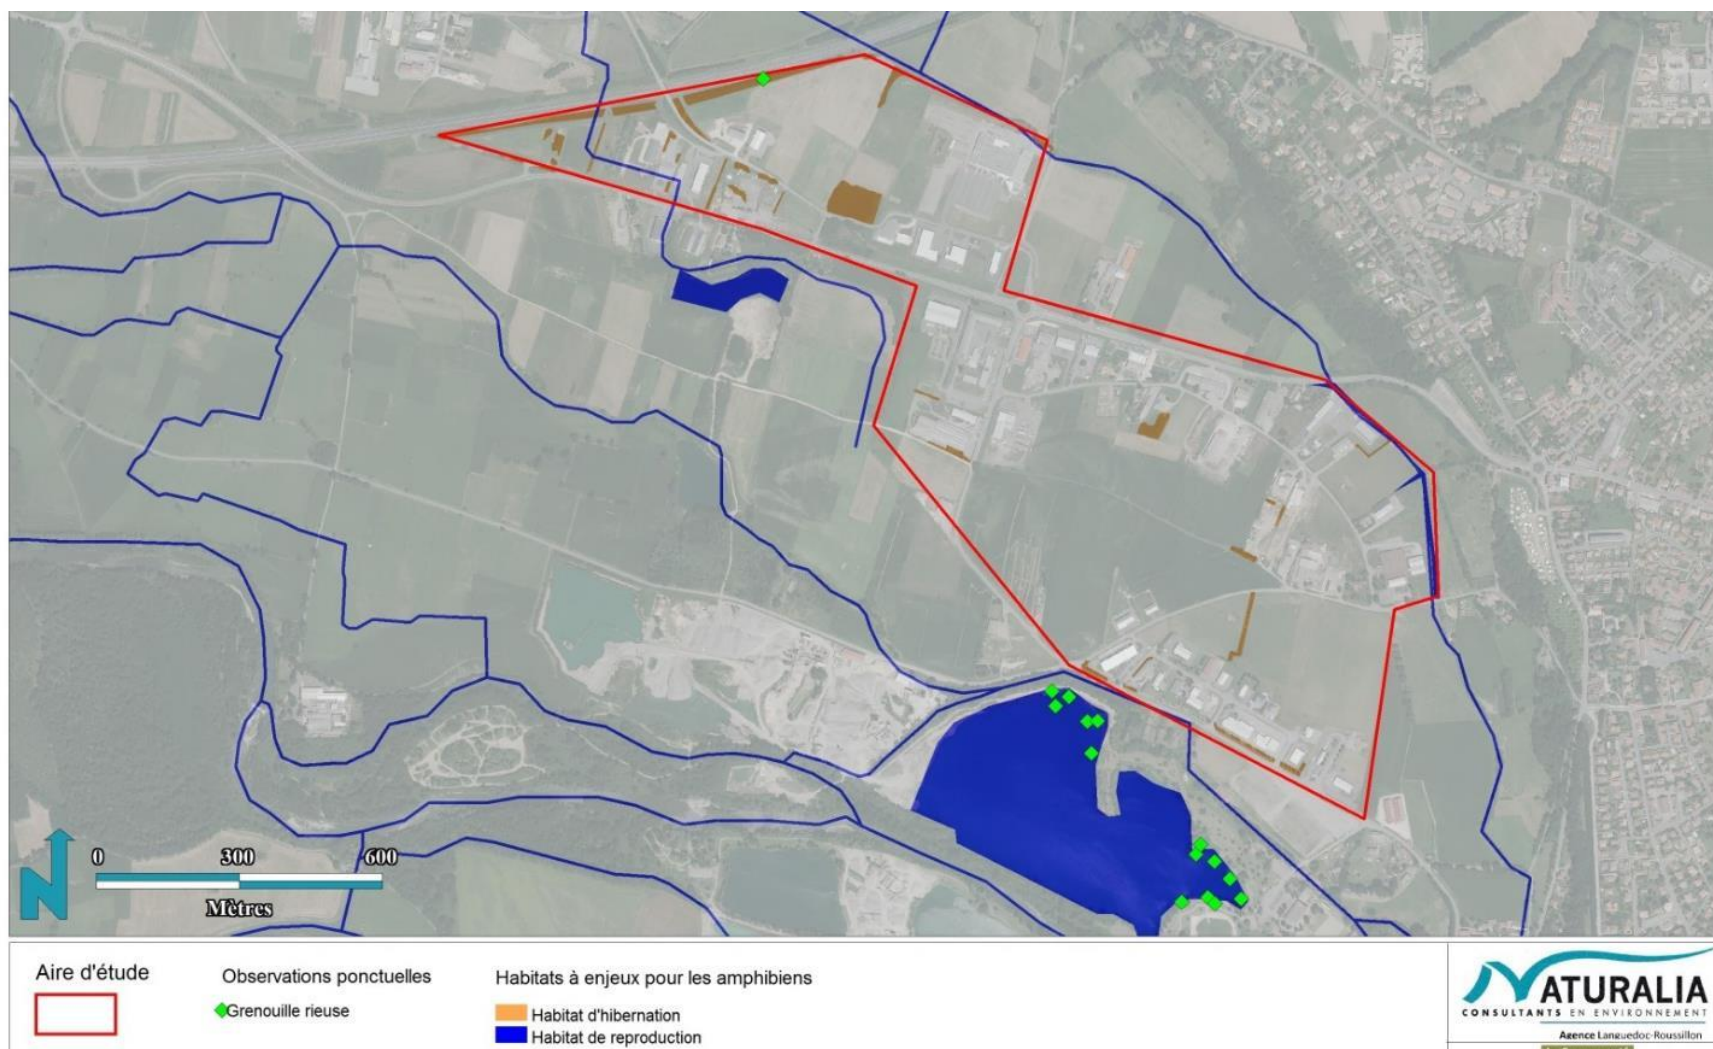 N
0 300 600
Mètres
Aire d'étude
Observations ponctuelles
Grenouille rieuse
Habitats à enjeux pour les amphibiens
Habitat d'hibernation
Habitat de reproduction
NATURALIA
CONSULTANTS EN ENVIRONNEMENT
Agence Languedoc-Roussillon